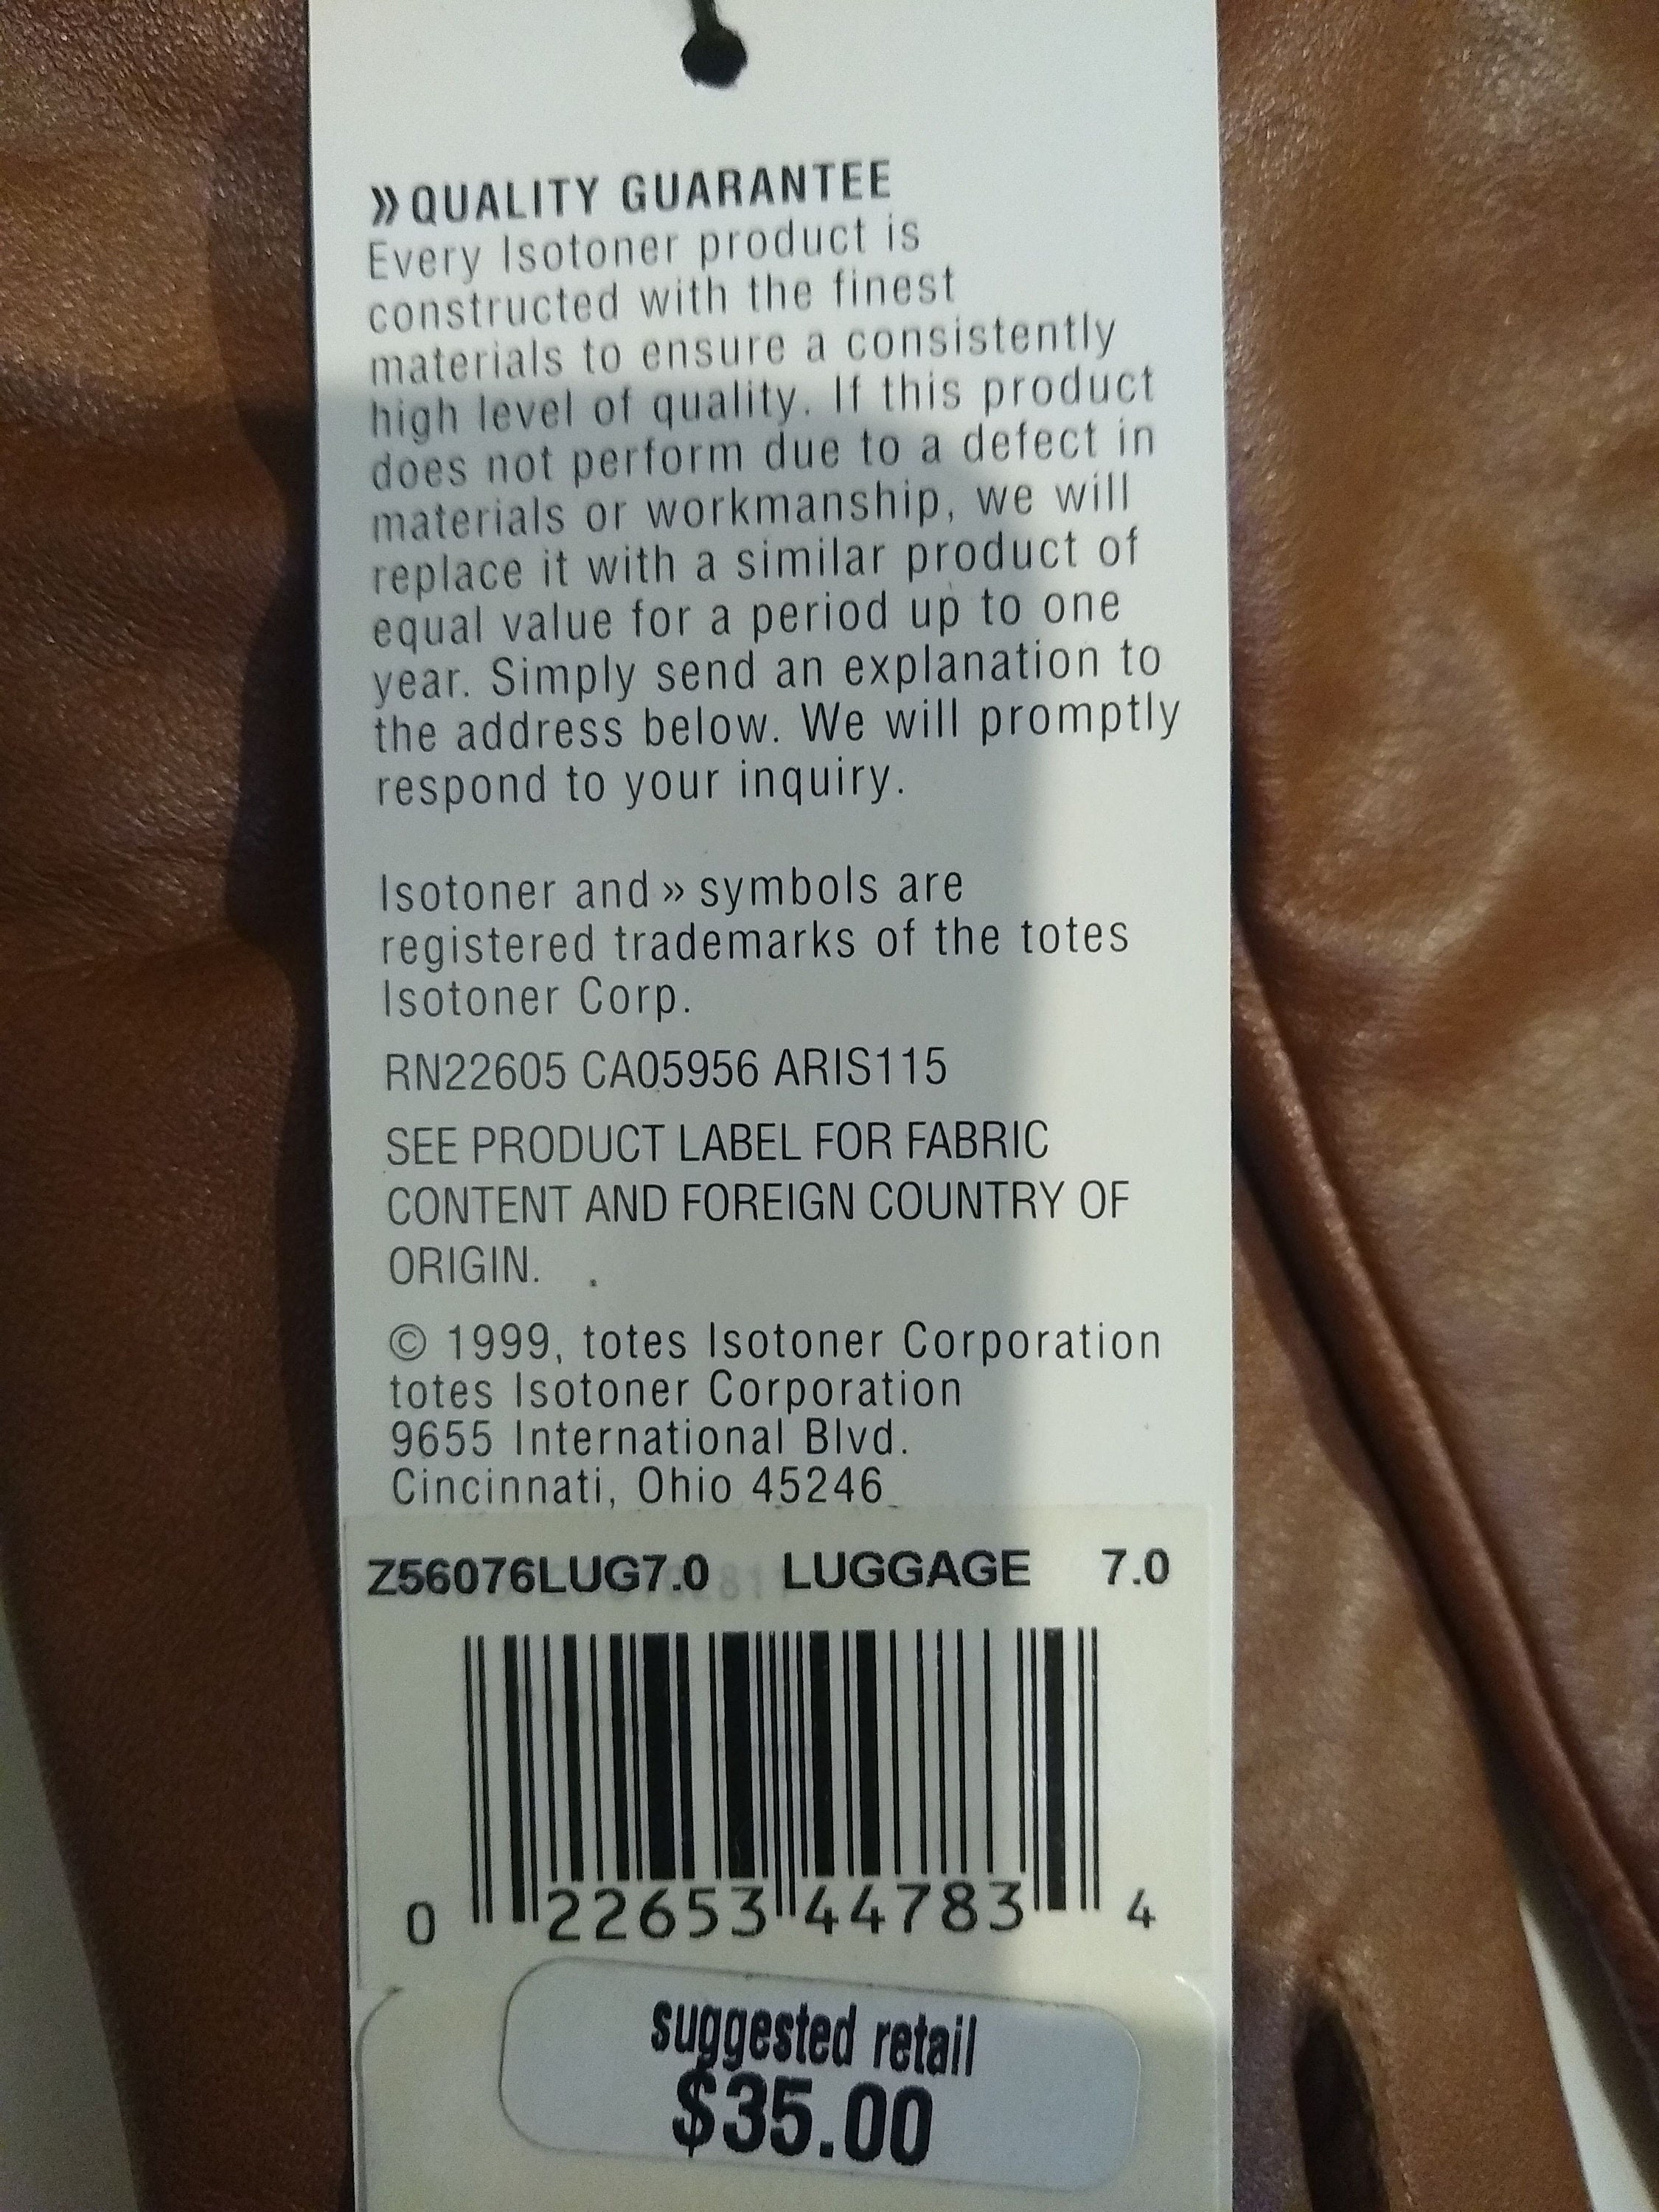 »QUALITY GUARANTEE
Every Isotoner product is
constructed with the finest
materials to ensure a consistently
high level of quality. If this product
does not perform due to a defect in
materials or workmanship, we will
replace it with a similar product of
equal value for a period up to one
year. Simply send an explanation to
the address below. We will promptly
respond to your inquiry.
Isotoner and » symbols are
registered trademarks of the totes
Isotoner Corp.
RN22605 CA05956 ARIS115
SEE PRODUCT LABEL FOR FABRIC
CONTENT AND FOREIGN COUNTRY OF
ORIGIN.
© 1999, totes Isotoner Corporation
totes Isotoner Corporation
9655 International Blvd.
Cincinnati, Ohio 45246
Z56076LUG7.0 LUGGAGE 7.0
0 22653 44783 4
suggested retail
$35.00